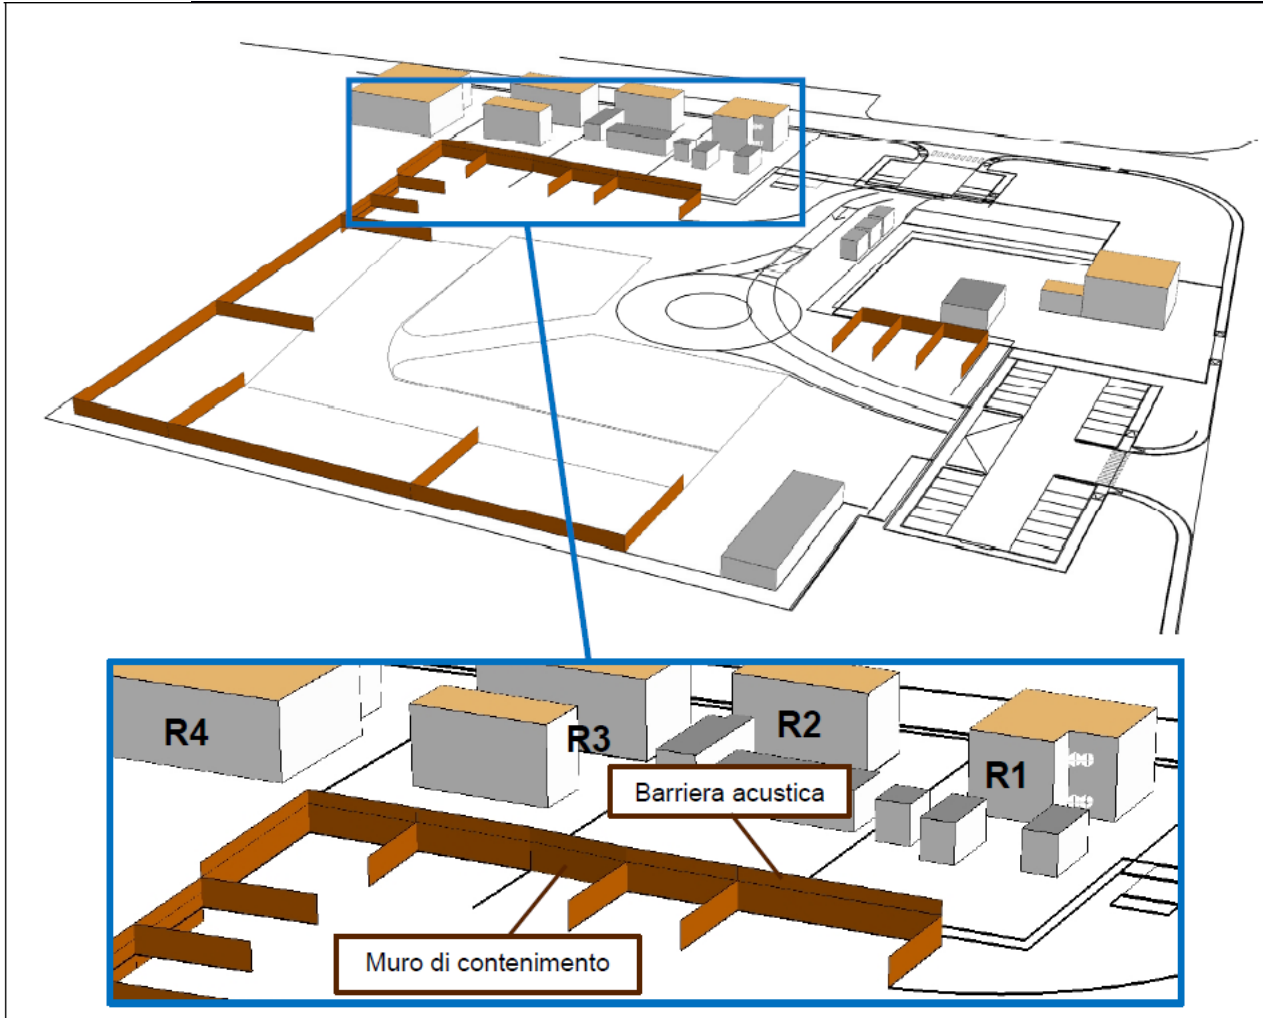 R4
R3
R2
R1
Barriera acustica
Muro di contenimento